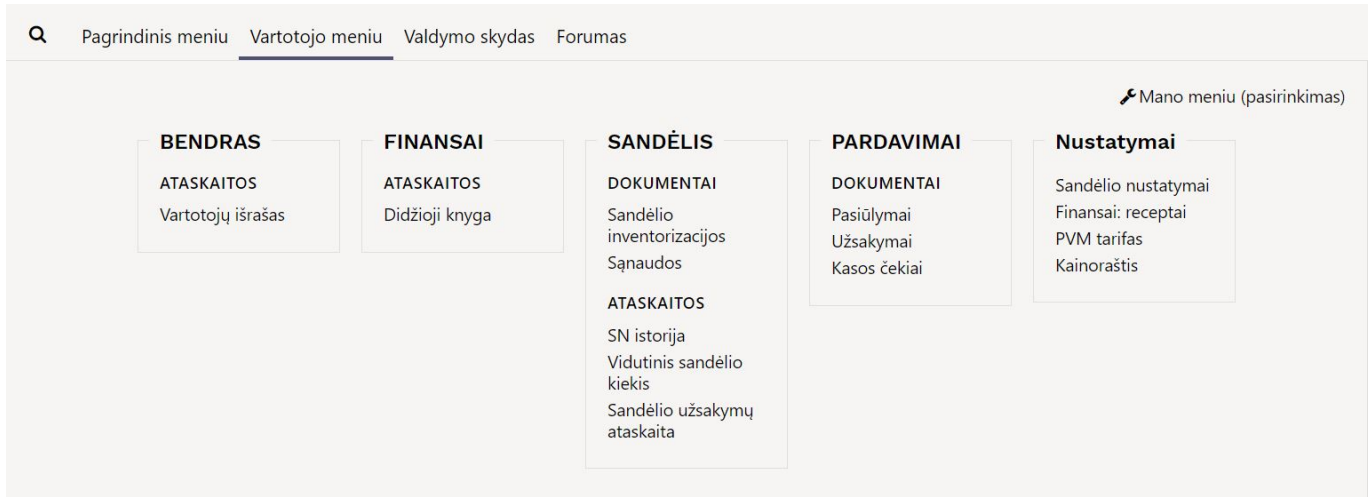 Pagrindinis meniu Vartotojo meniu Valdymo skydas Forumas
Mano meniu (pasirinkimas)
BENDRAS
ATASKAITOS
Vartotojų išrašas
FINANSAI
ATASKAITOS
Didžioji knyga
SANDĖLIS
DOKUMENTAI
Sandėlio
inventorizacijos
Sąnaudos
ATASKAITOS
SN istorija
Vidutinis sandėlio
kiekis
Sandėlio užsakymų
ataskaita
PARDAVIMAI
DOKUMENTAI
Pasiūlymai
Užsakymai
Kasos čekiai
Nustatymai
Sandėlio nustatymai
Finansai: receptai
PVM tarifas
Kainoraštis